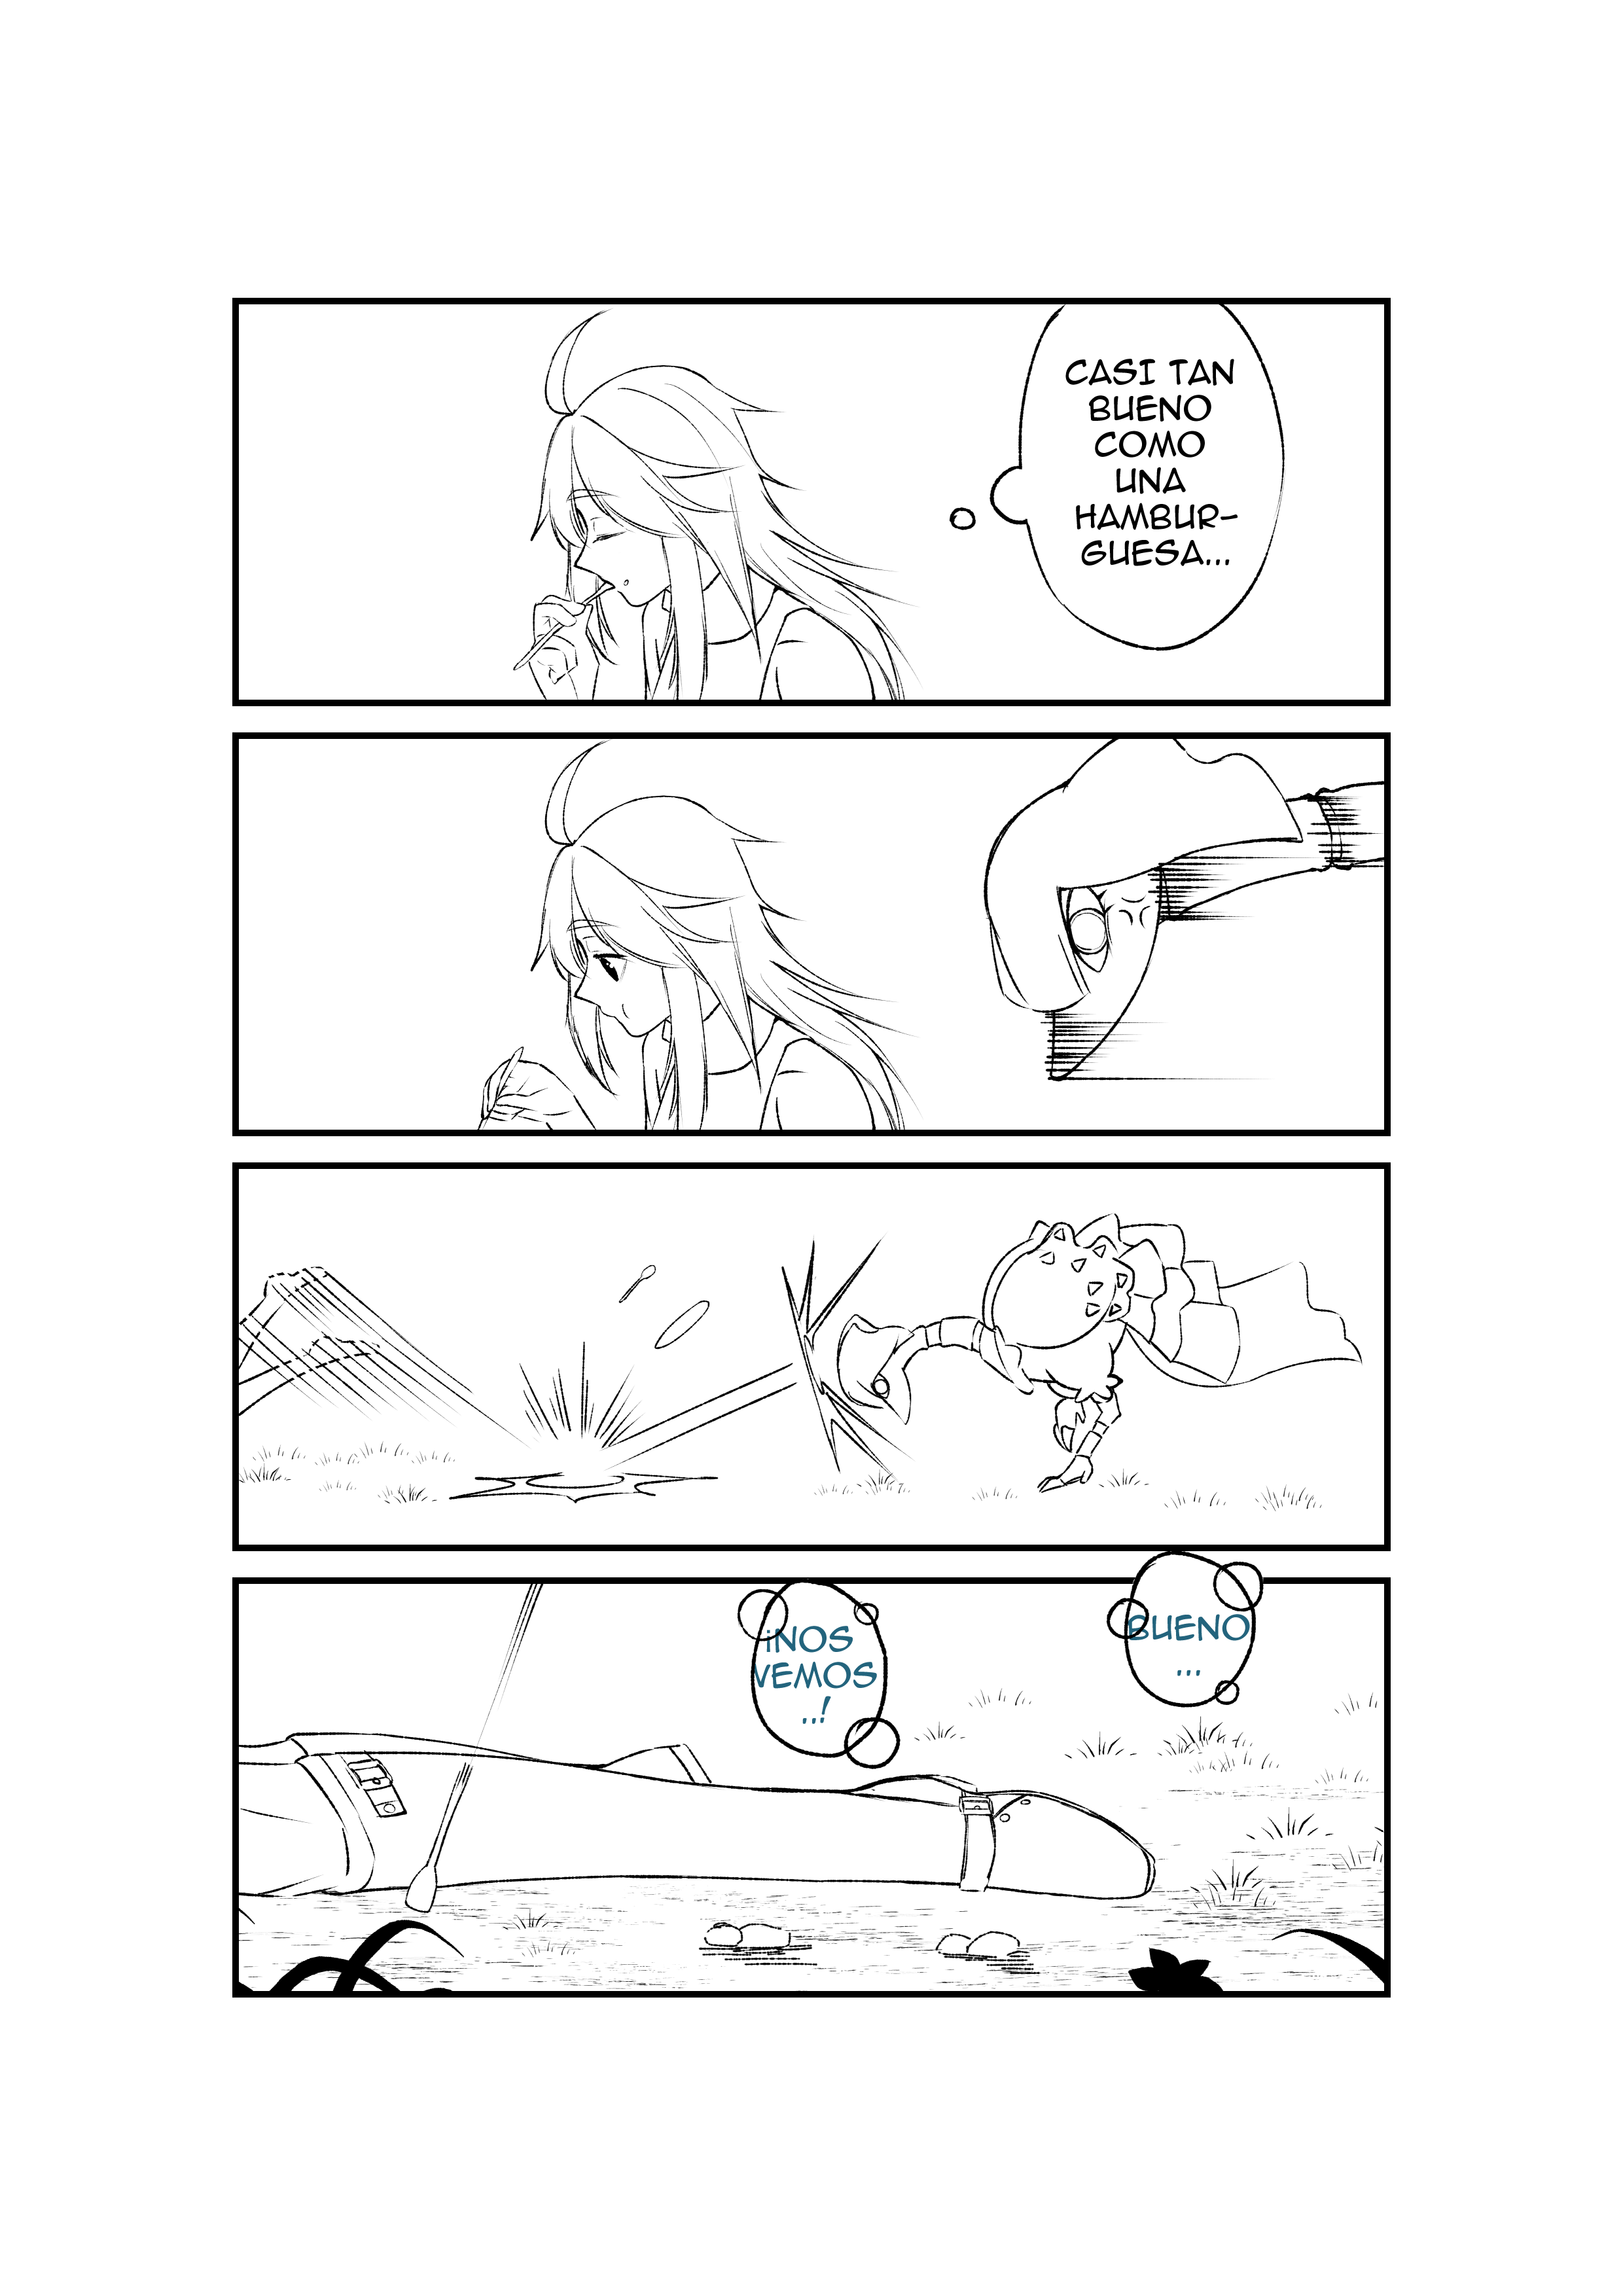 CASI TAN
BUENO
COMO
UNA
HAMBUR-
GUESA...
BUENO
...
¡NOS
VEMOS
..!